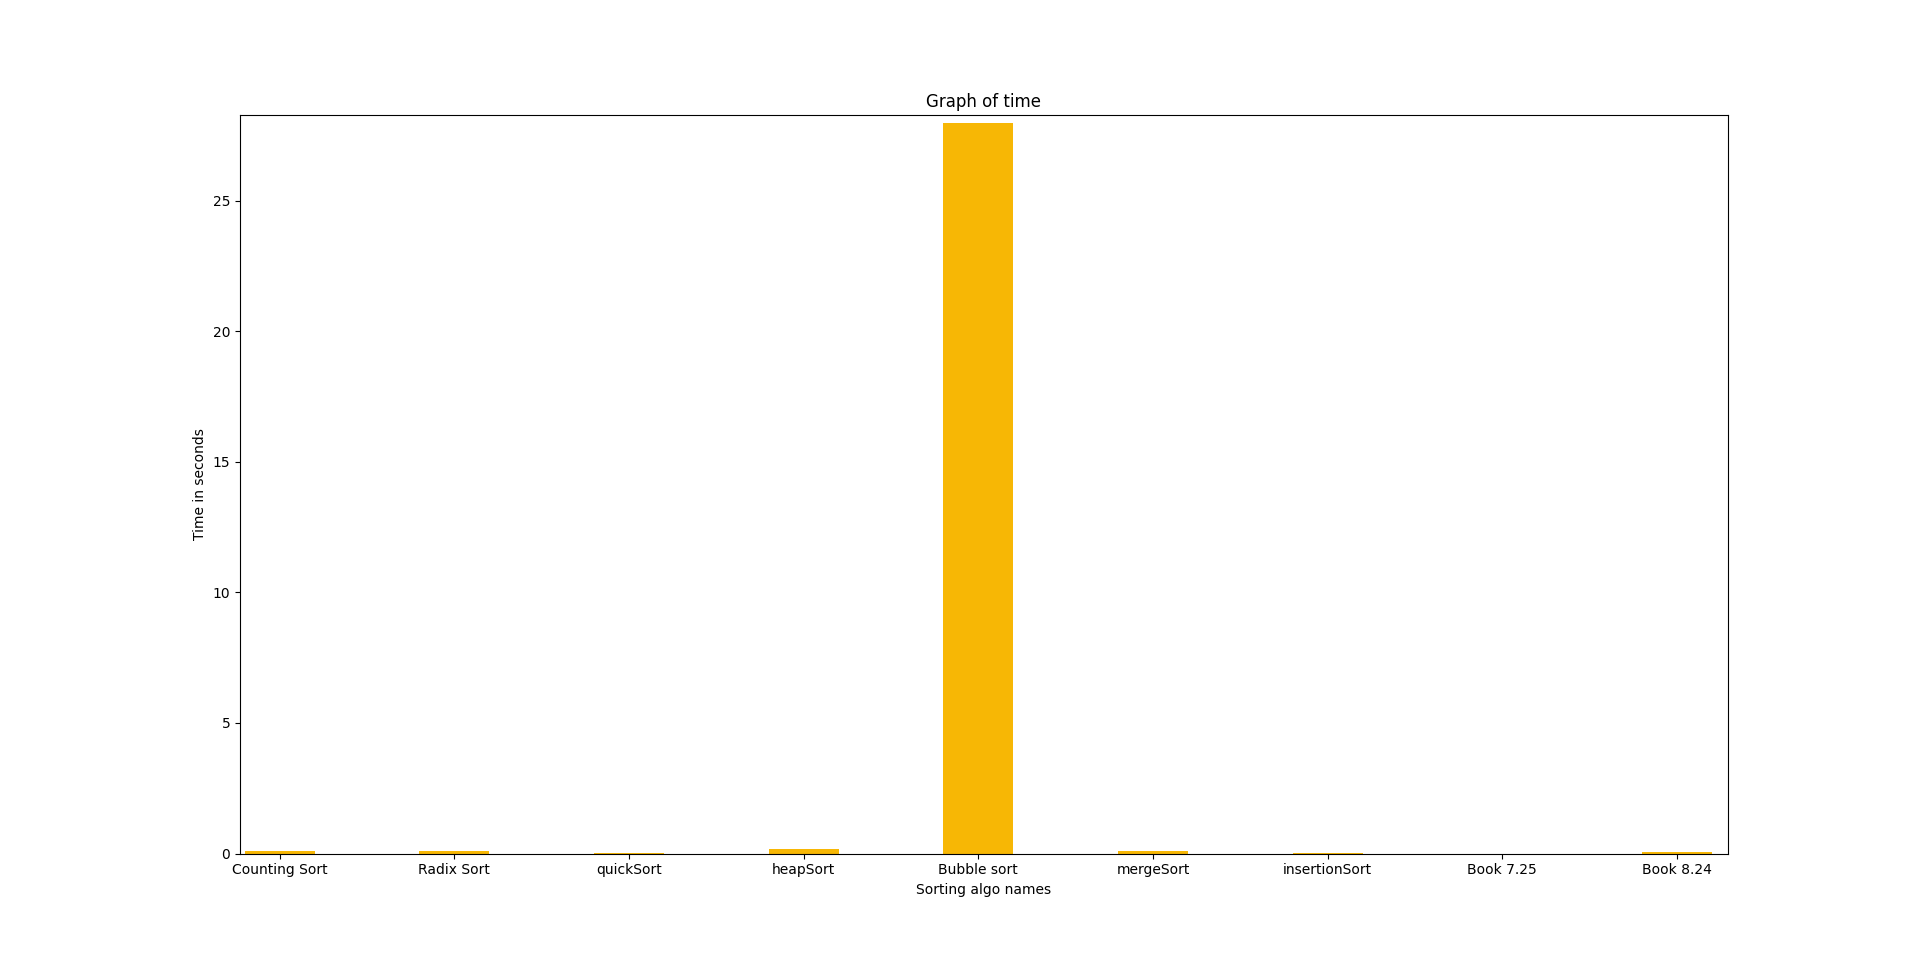 Graph of time
25
20
15
10
5
0
Time in seconds
Counting Sort Radix Sort quickSort heapSort Bubble sort mergeSort insertionSort Book 7.25 Book 8.24
Sorting algo names